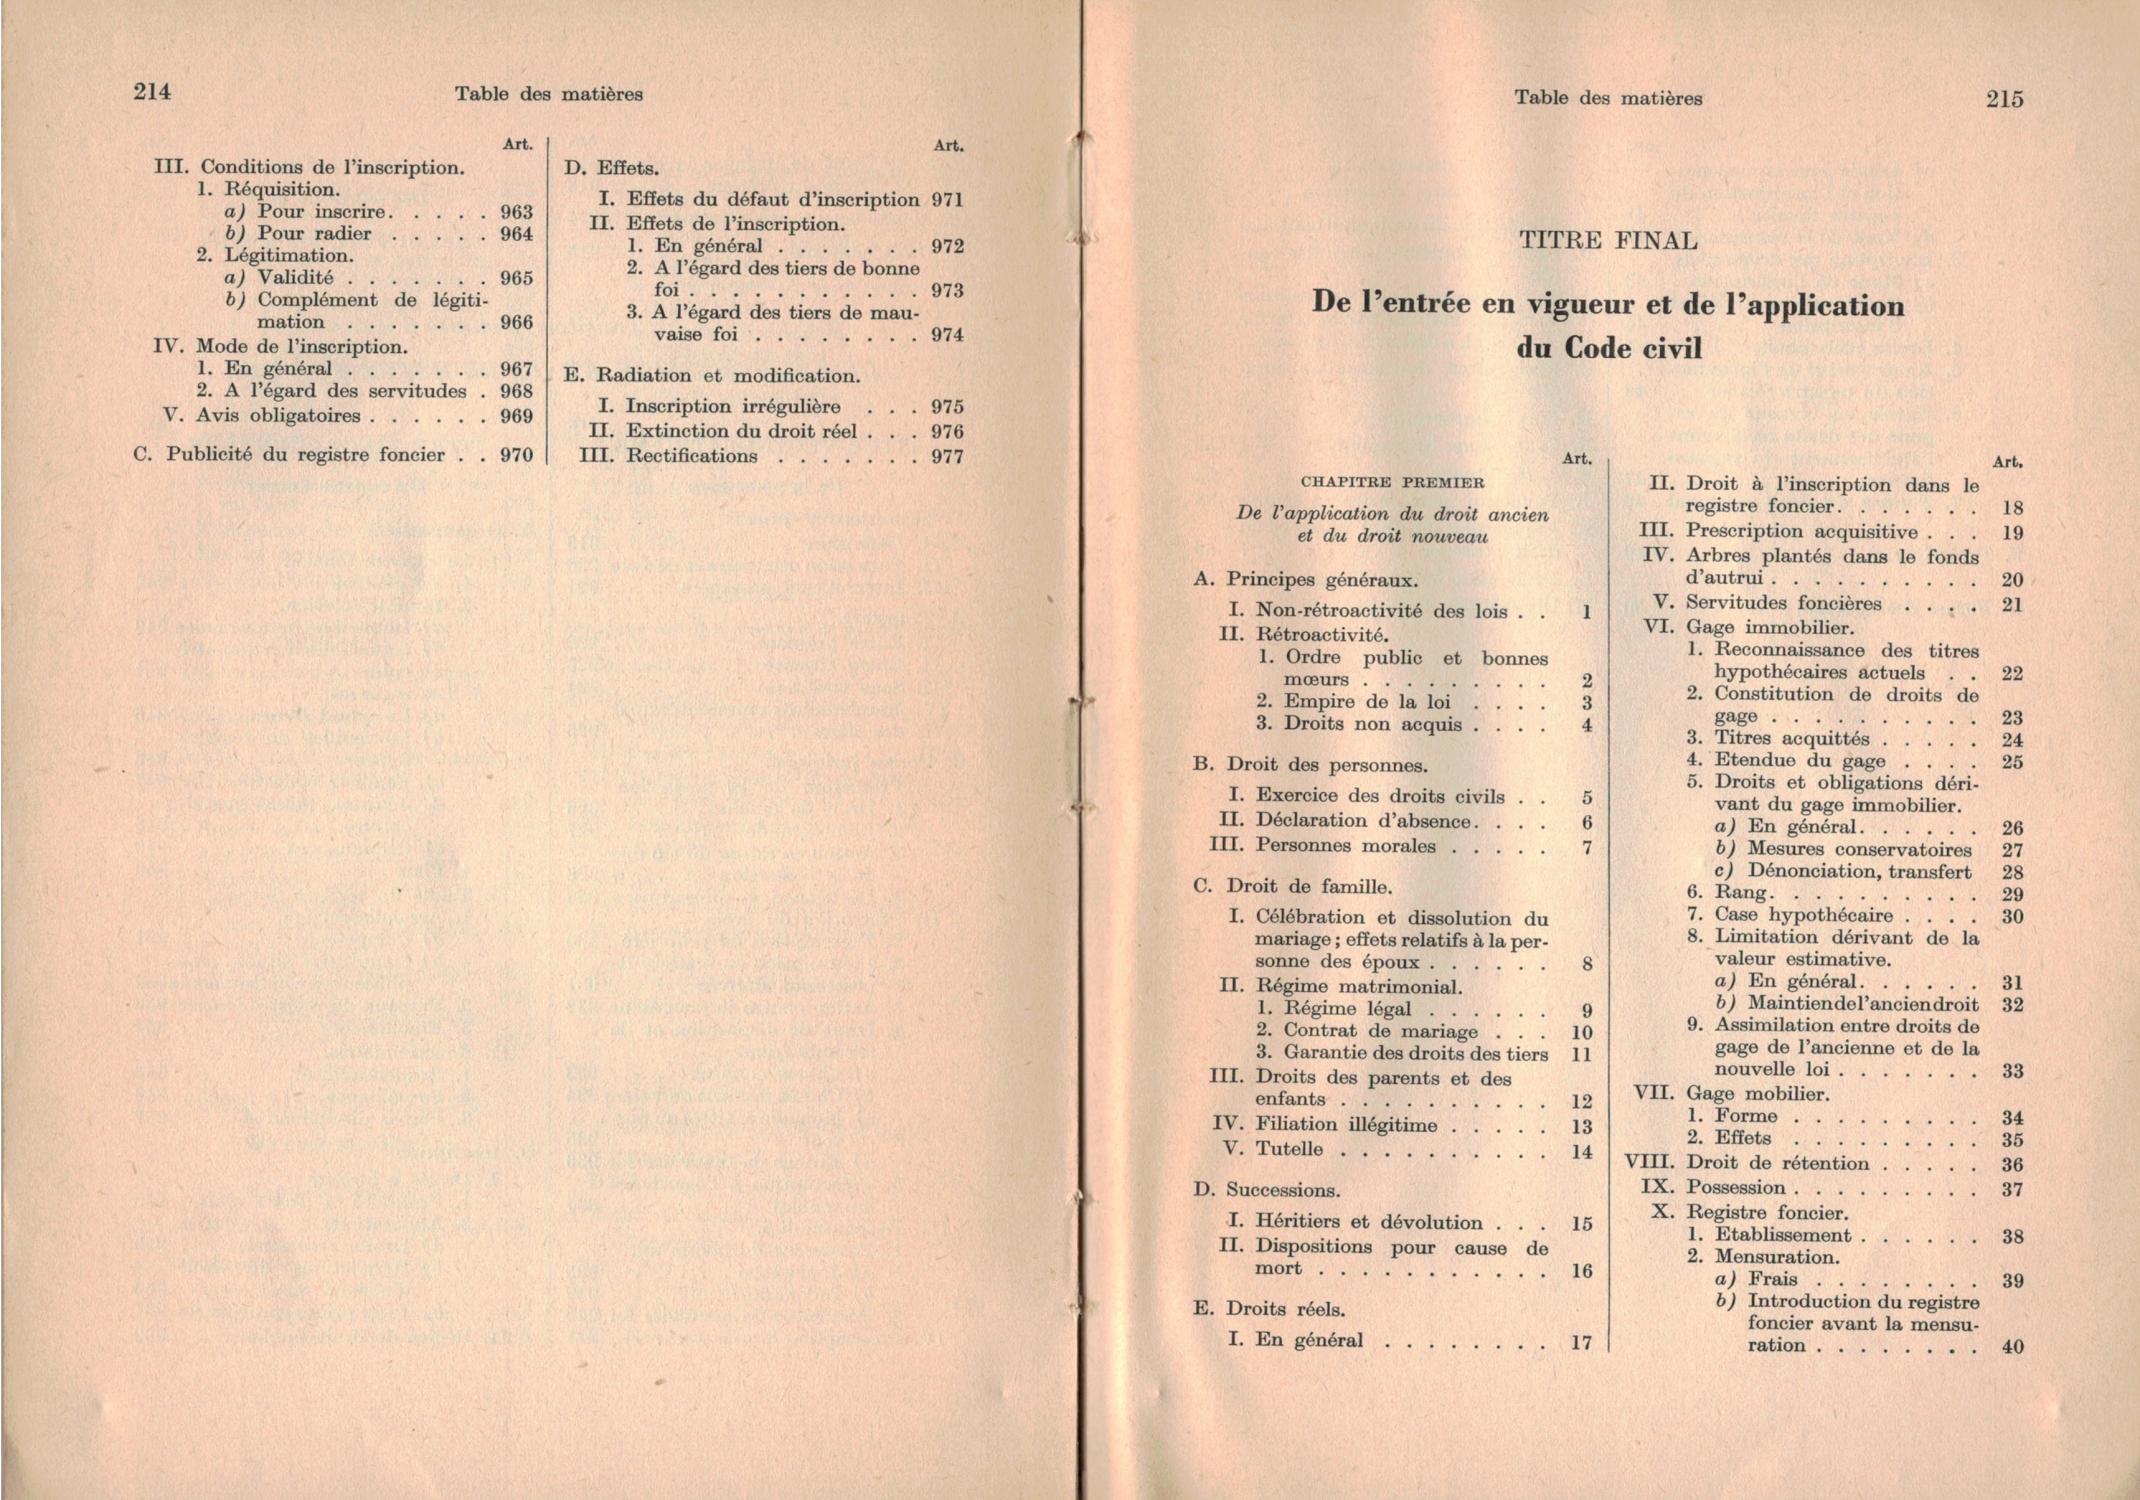 214
Table des matières
Art.
III. Conditions de l'inscription.
1. Réquisition.
a) Pour inscrire. . . . . 963
b) Pour radier . . . . . 964
2. Légitimation.
a) Validité . . . . . . . 965
b) Complément de légiti-
mation . . . . . . . 966
IV. Mode de l'inscription.
1. En général . . . . . . . 967
2. A l'égard des servitudes . 968
V. Avis obligatoires . . . . . . 969
C. Publicité du registre foncier . . 970
Art.
D. Effets.
I. Effets du défaut d'inscription 971
II. Effets de l'inscription.
1. En général . . . . . . . 972
2. A l'égard des tiers de bonne
foi . . . . . . . . . . . 973
3. A l'égard des tiers de mau-
vaise foi . . . . . . . . 974
E. Radiation et modification.
I. Inscription irrégulière . . . 975
II. Extinction du droit réel . . . 976
III. Rectifications . . . . . . . 977
Table des matières
215
TITRE FINAL
De l'entrée en vigueur et de l'application
du Code civil
Art.
CHAPITRE PREMIER
De l'application du droit ancien
et du droit nouveau
A. Principes généraux.
I. Non-rétroactivité des lois . . 1
II. Rétroactivité.
1. Ordre public et bonnes
mœurs . . . . . . . . . 2
2. Empire de la loi . . . . 3
3. Droits non acquis . . . . 4
B. Droit des personnes.
I. Exercice des droits civils . . 5
II. Déclaration d'absence. . . . 6
III. Personnes morales . . . . . 7
C. Droit de famille.
I. Célébration et dissolution du
mariage ; effets relatifs à la per-
sonne des époux . . . . . . 8
II. Régime matrimonial.
1. Régime légal . . . . . . 9
2. Contrat de mariage . . . 10
3. Garantie des droits des tiers 11
III. Droits des parents et des
enfants . . . . . . . . . . 12
IV. Filiation illégitime . . . . . 13
V. Tutelle . . . . . . . . . . 14
D. Successions.
I. Héritiers et dévolution . . . 15
II. Dispositions pour cause de
mort . . . . . . . . . . . 16
E. Droits réels.
I. En général . . . . . . . . 17
Art.
II. Droit à l'inscription dans le
registre foncier. . . . . . . 18
III. Prescription acquisitive . . . 19
IV. Arbres plantés dans le fonds
d'autrui . . . . . . . . . . 20
V. Servitudes foncières . . . . 21
VI. Gage immobilier.
1. Reconnaissance des titres
hypothécaires actuels . . 22
2. Constitution de droits de
gage . . . . . . . . . . 23
3. Titres acquittés . . . . . 24
4. Etendue du gage . . . . 25
5. Droits et obligations déri-
vant du gage immobilier.
a) En général. . . . . . 26
b) Mesures conservatoires 27
c) Dénonciation, transfert 28
6. Rang. . . . . . . . . . 29
7. Case hypothécaire . . . . 30
8. Limitation dérivant de la
valeur estimative.
a) En général. . . . . . 31
b) Maintien de l'ancien droit 32
9. Assimilation entre droits de
gage de l'ancienne et de la
nouvelle loi . . . . . . . 33
VII. Gage mobilier.
1. Forme . . . . . . . . . 34
2. Effets . . . . . . . . . 35
VIII. Droit de rétention . . . . . 36
IX. Possession . . . . . . . . . 37
X. Registre foncier.
1. Etablissement . . . . . . 38
2. Mensuration.
a) Frais . . . . . . . . 39
b) Introduction du registre
foncier avant la mensu-
ration . . . . . . . . 40